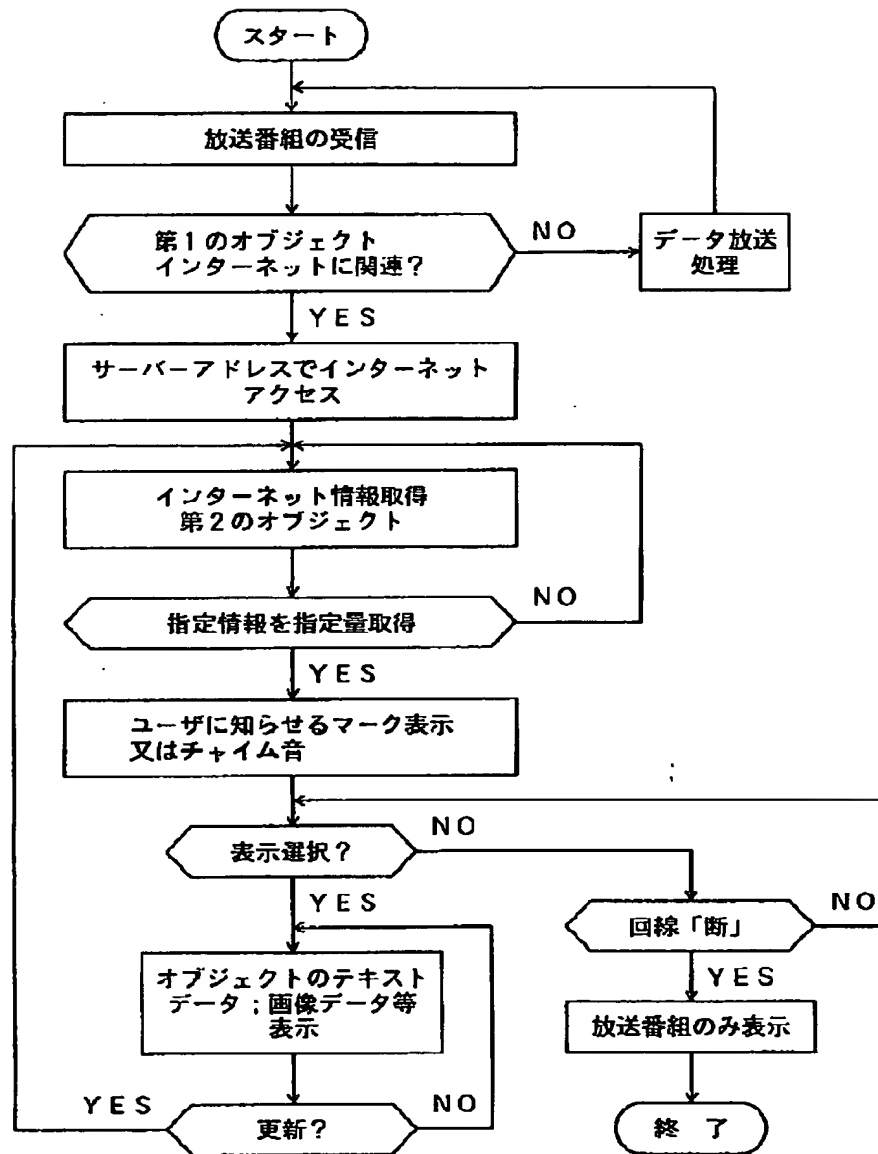 スタート
放送番組の受信
第1のオブジェクト
インターネットに関連？
NO
データ放送
処理
YES
サーバーアドレスでインターネット
アクセス
インターネット情報取得
第2のオブジェクト
指定情報を指定量取得
NO
YES
ユーザに知らせるマーク表示
又はチャイム音
表示選択？
NO
YES
回線「断」
NO
YES
オブジェクトのテキスト
データ；画像データ等
表示
放送番組のみ表示
更新？
YES
NO
終了